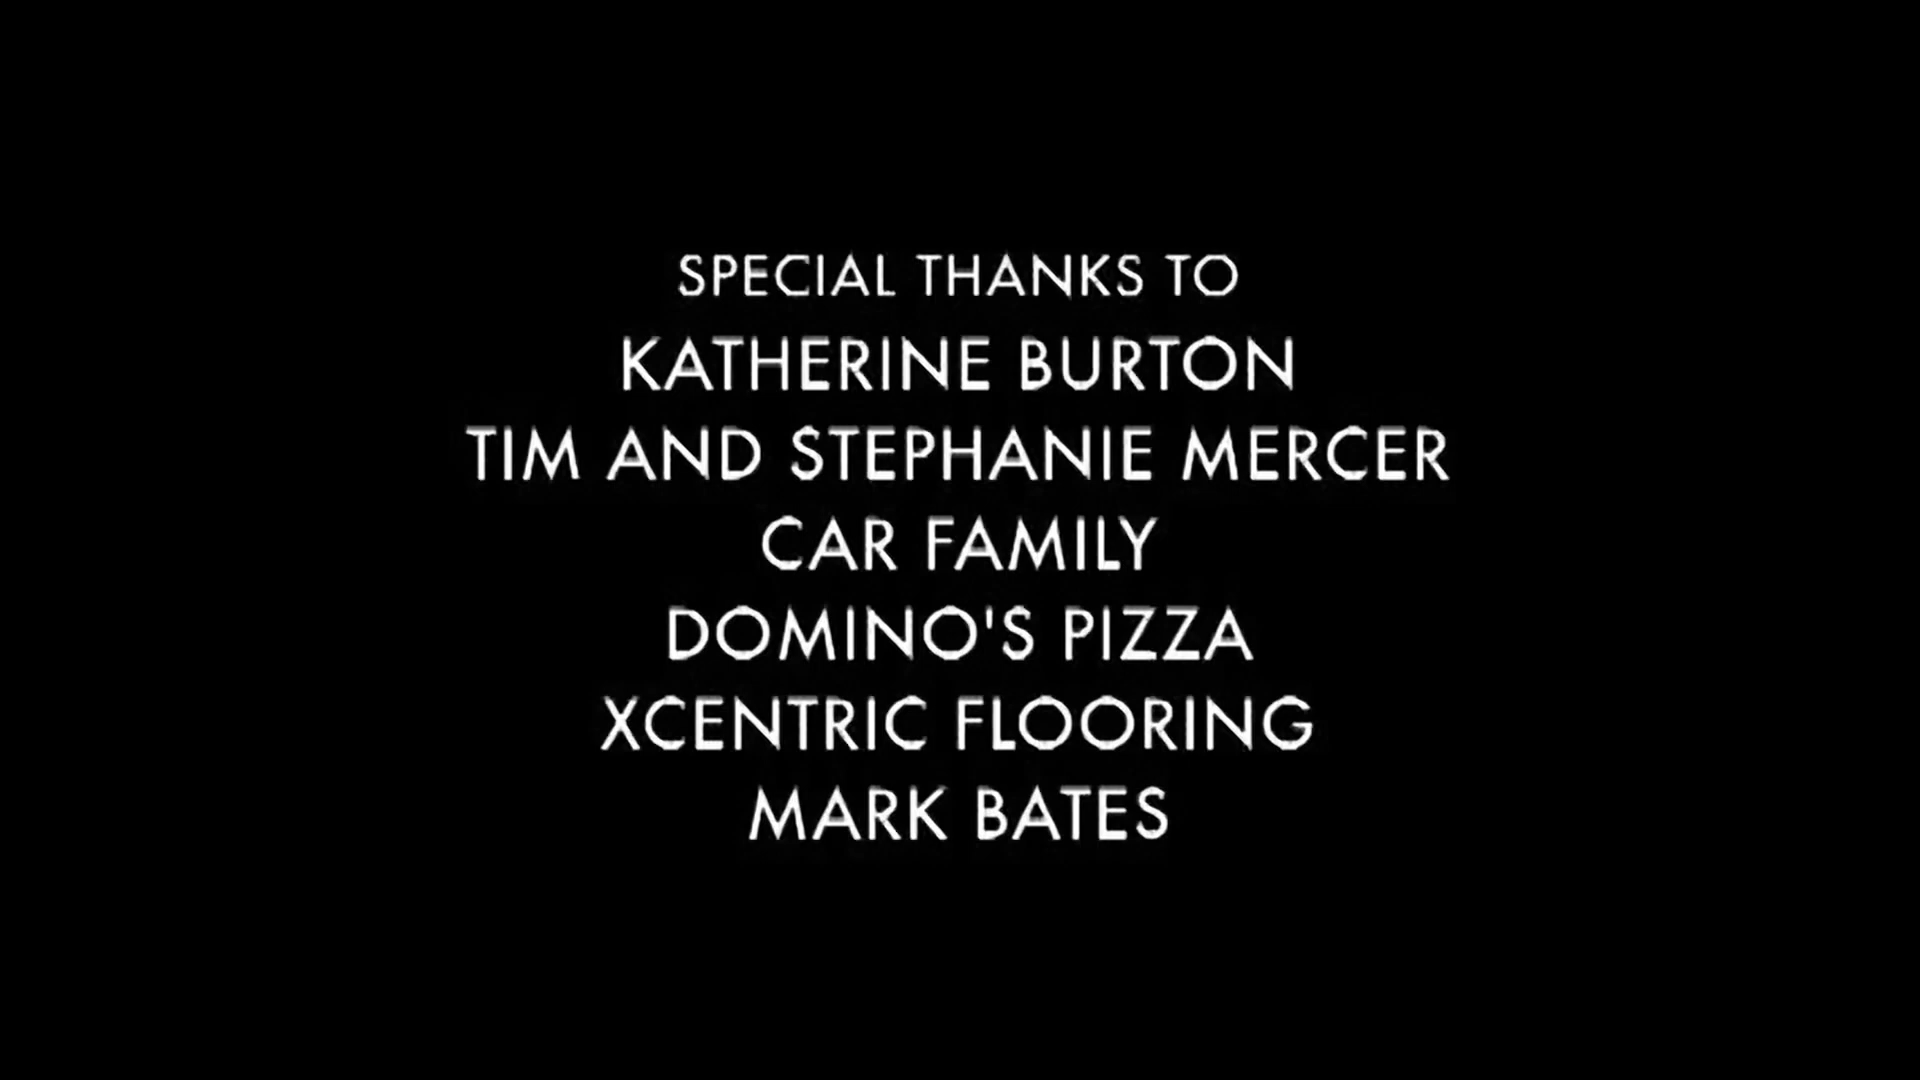 SPECIAL THANKS TO
KATHERINE BURTON
TIM AND STEPHANIE MERCER
CAR FAMILY
DOMINO'S PIZZA
XCENTRIC FLOORING
MARK BATES